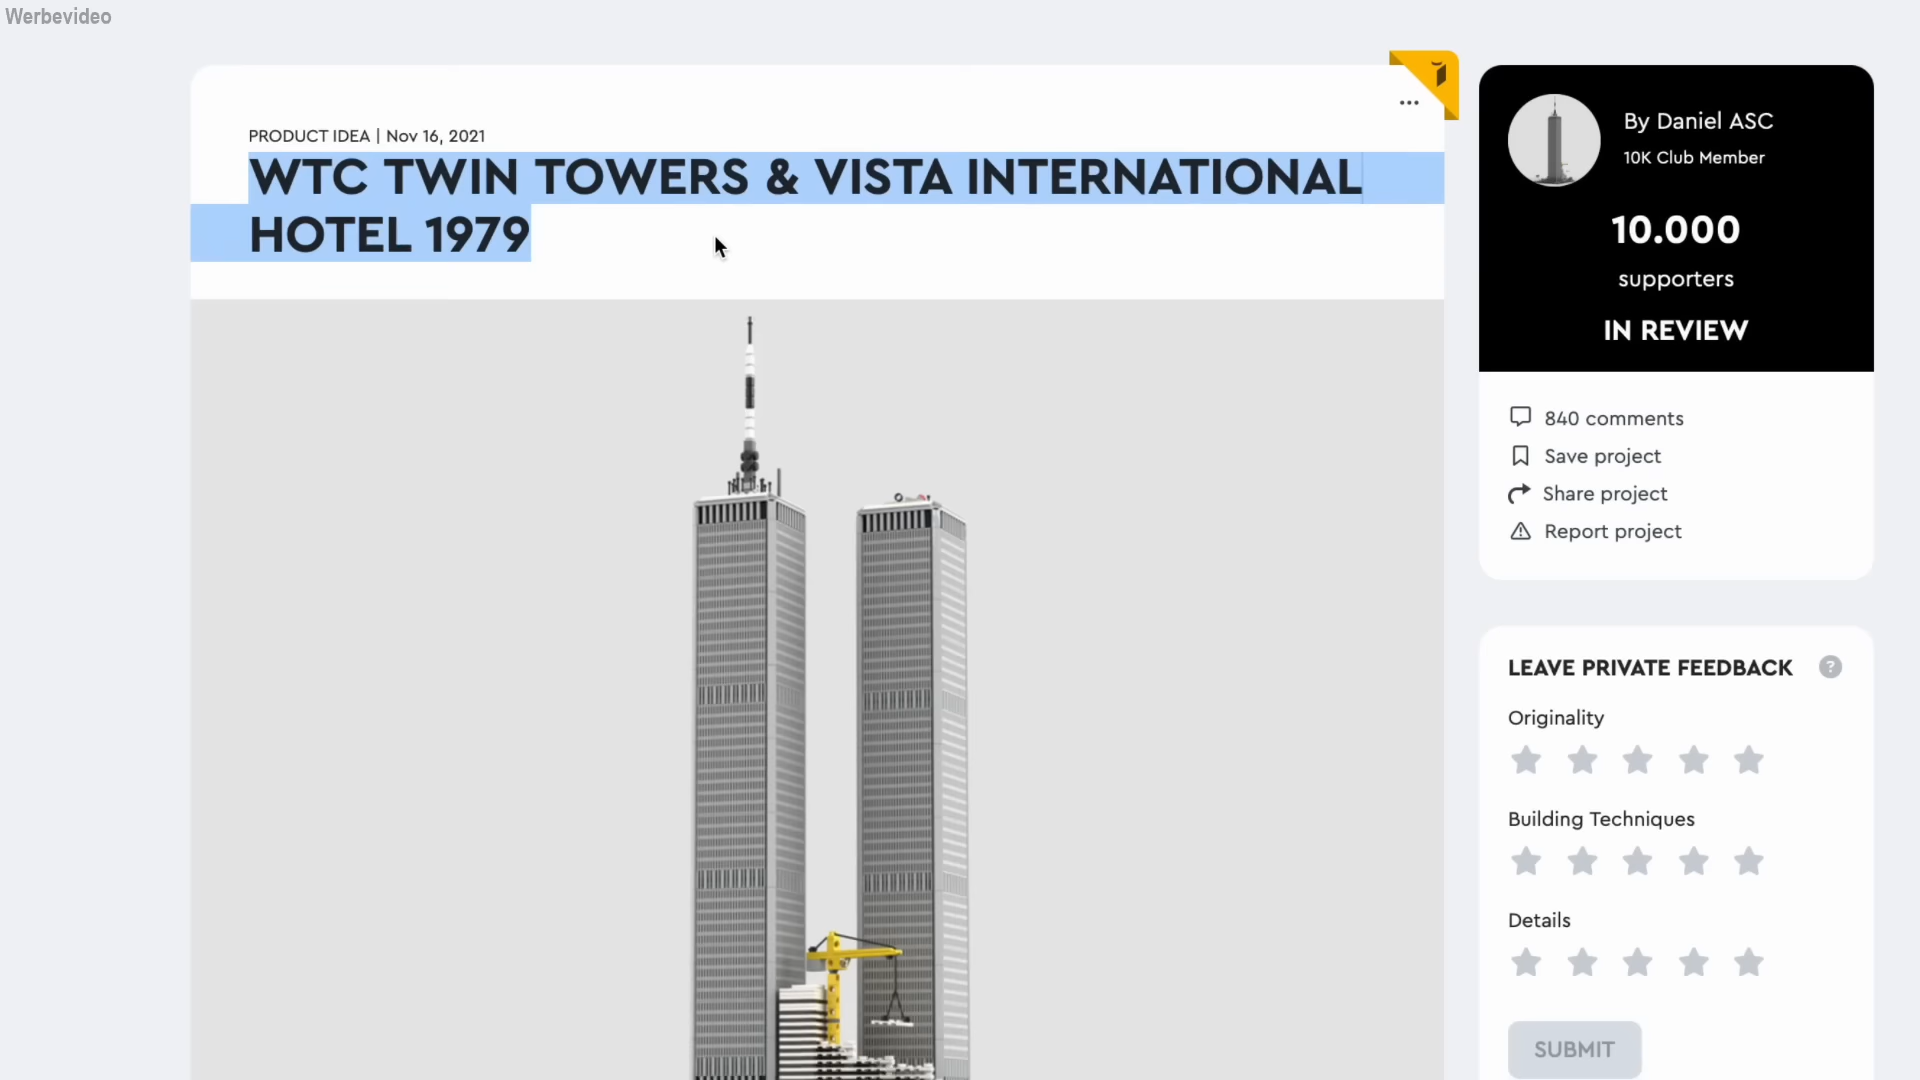 Werbevideo
PRODUCT IDEA | Nov 16, 2021
WTC TWIN TOWERS & VISTA INTERNATIONAL
HOTEL 1979
By Daniel ASC
10K Club Member
10.000
supporters
IN REVIEW
840 comments
Save project
Share project
Report project
LEAVE PRIVATE FEEDBACK ?
Originality
Building Techniques
Details
SUBMIT